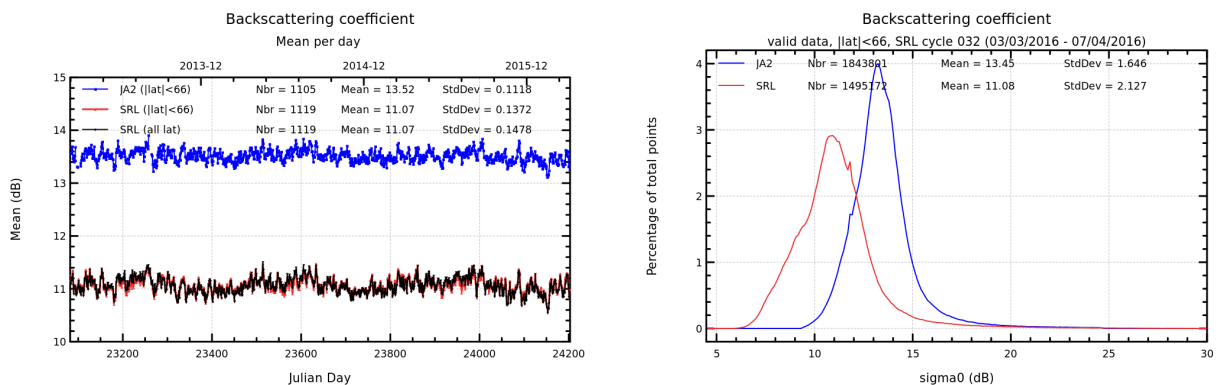 Backscattering coefficient
Mean per day
2013-12 2014-12 2015-12
15
JA2 (|lat|<66) Nbr = 1105 Mean = 13.52 StdDev = 0.1118
SRL (|lat|<66) Nbr = 1119 Mean = 11.07 StdDev = 0.1372
SRL (all lat) Nbr = 1119 Mean = 11.07 StdDev = 0.1478
14
13
12
11
10
Mean (dB)
23200 23400 23600 23800 24000 24200
Julian Day
Backscattering coefficient
valid data, |lat|<66, SRL cycle 032 (03/03/2016 - 07/04/2016)
JA2 Nbr = 1843891 Mean = 13.45 StdDev = 1.646
SRL Nbr = 1495172 Mean = 11.08 StdDev = 2.127
4
3
2
1
0
Percentage of total points
5 10 15 20 25 30
sigma0 (dB)